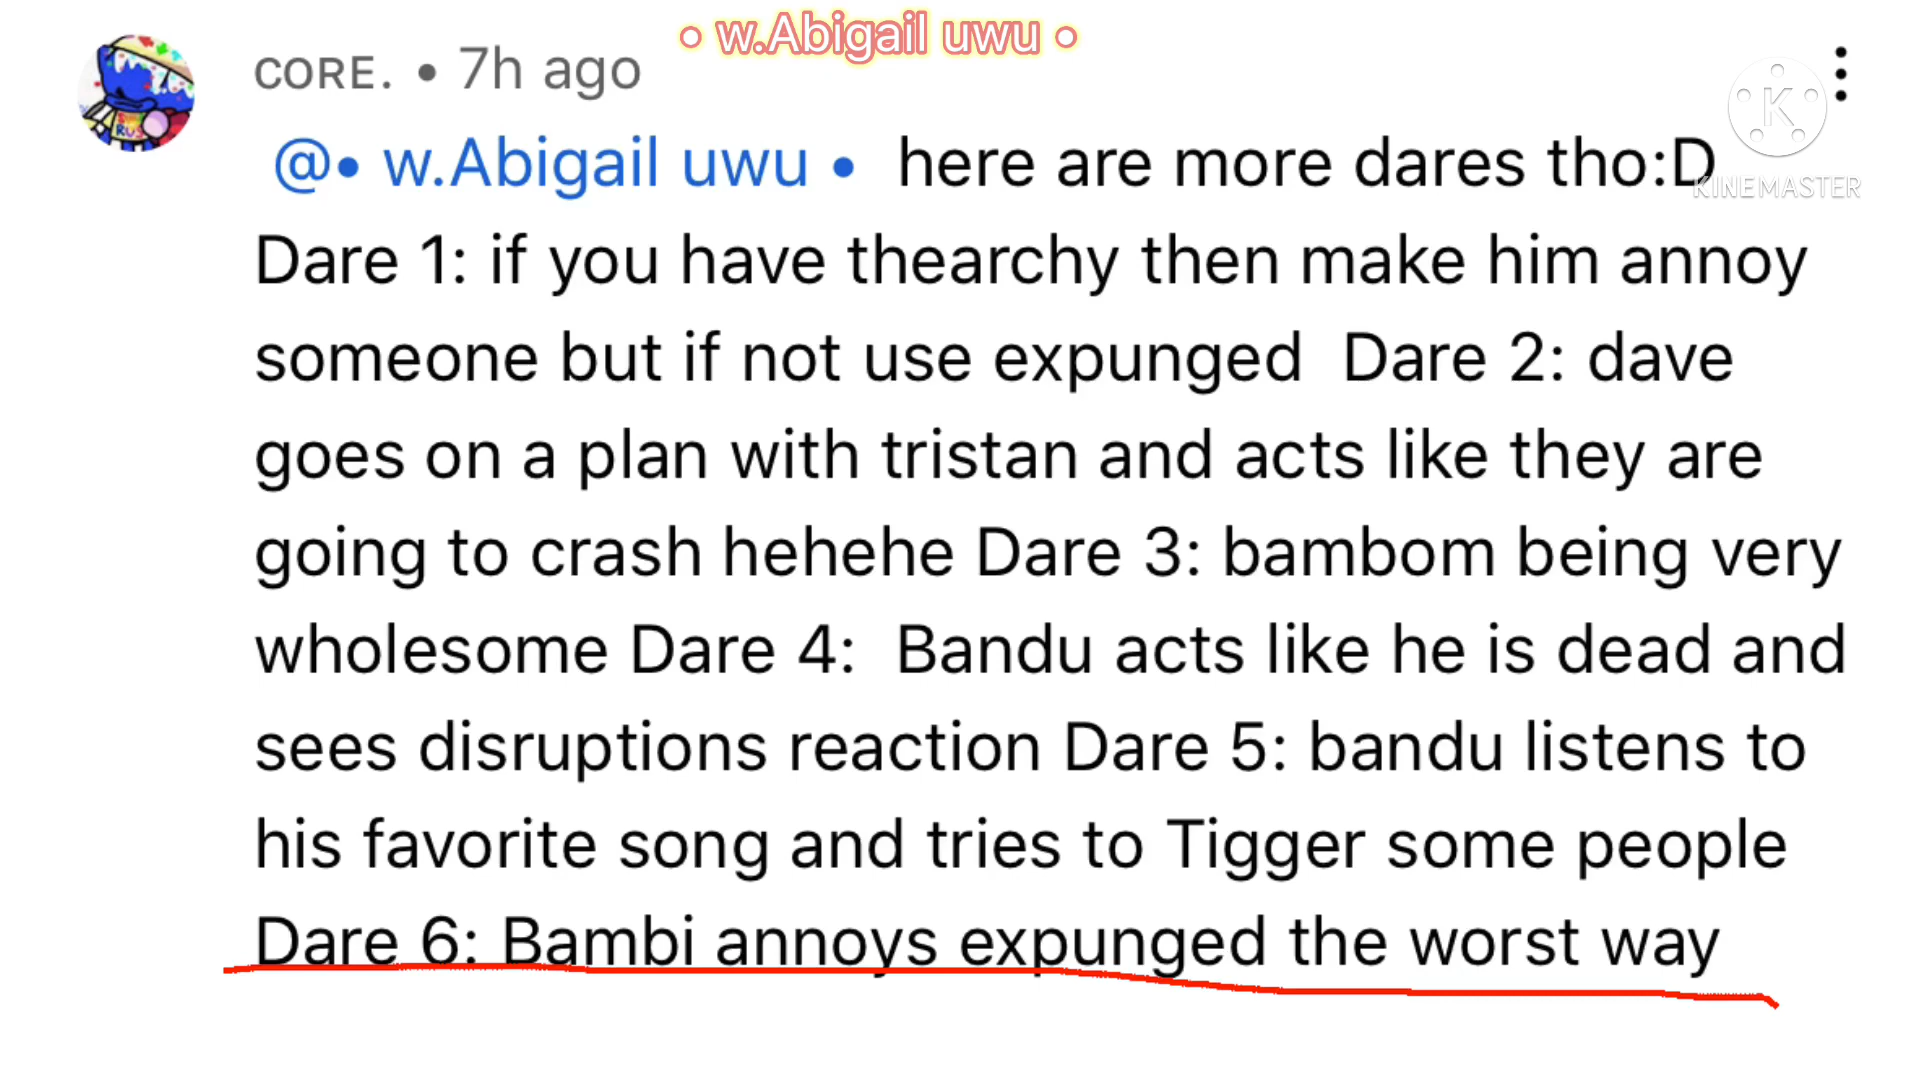 • w.Abigail uwu •
CORE. • 7h ago
@• w.Abigail uwu • here are more dares tho:D
KINEMASTER
Dare 1: if you have thearchy then make him annoy
someone but if not use expunged Dare 2: dave
goes on a plan with tristan and acts like they are
going to crash hehehe Dare 3: bambom being very
wholesome Dare 4: Bandu acts like he is dead and
sees disruptions reaction Dare 5: bandu listens to
his favorite song and tries to Tigger some people
Dare 6: Bambi annoys expunged the worst way